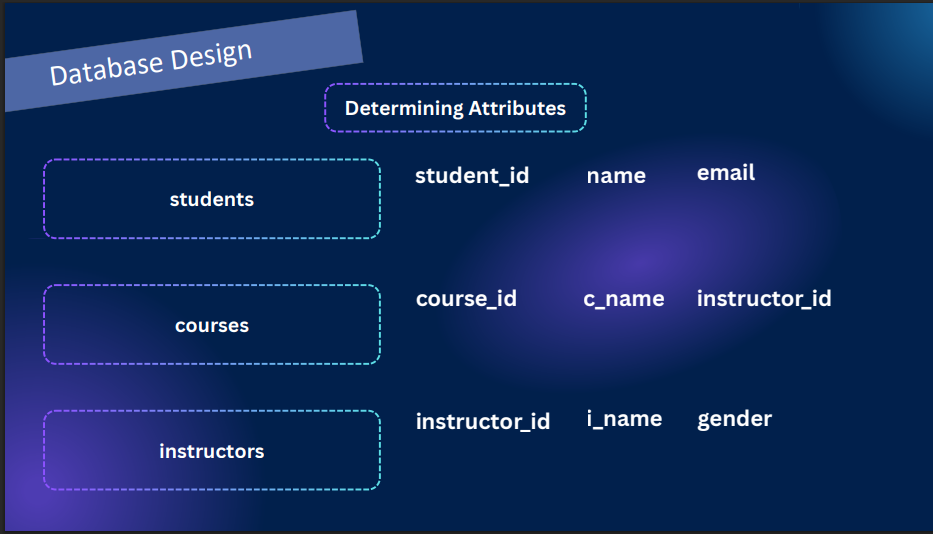 Database Design
Determining Attributes
students student_id name email
courses course_id c_name instructor_id
instructors instructor_id i_name gender